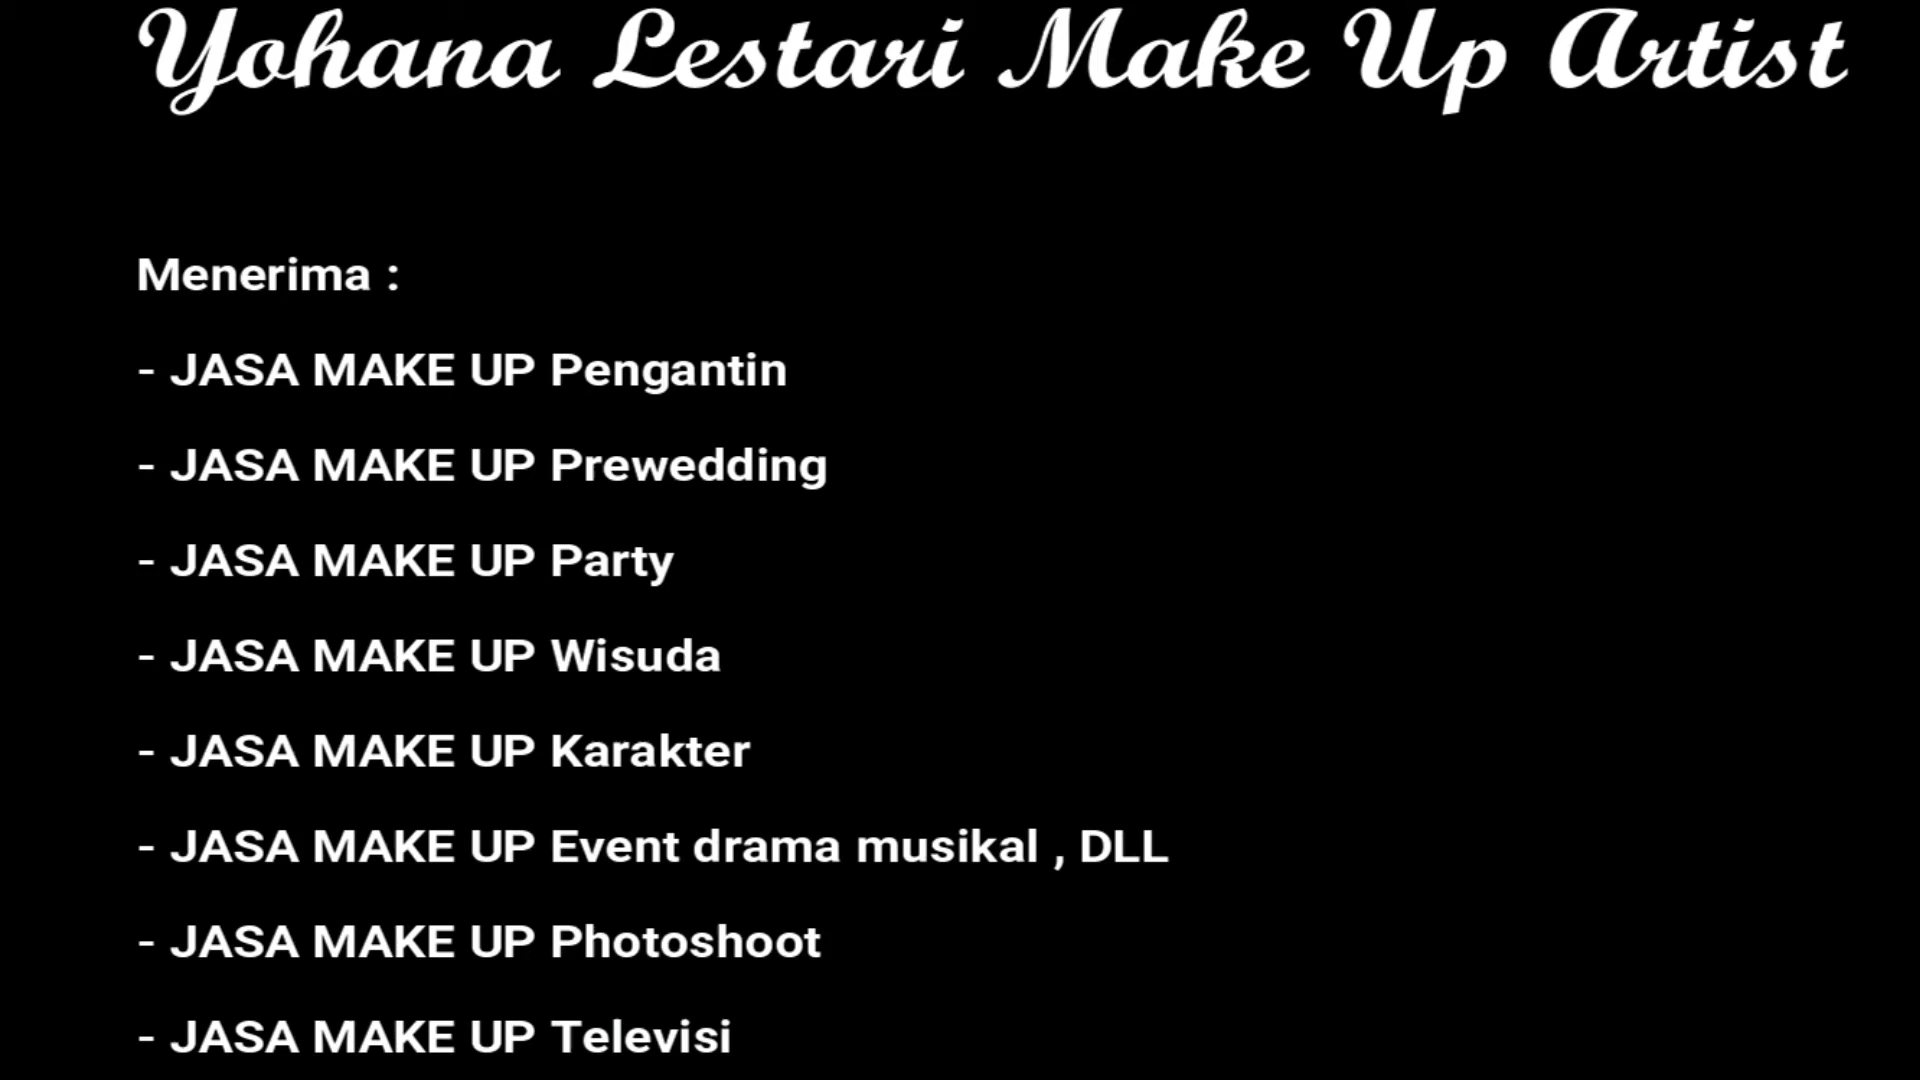 Yohana Lestari Make Up Artist
Menerima :
- JASA MAKE UP Pengantin
- JASA MAKE UP Prewedding
- JASA MAKE UP Party
- JASA MAKE UP Wisuda
- JASA MAKE UP Karakter
- JASA MAKE UP Event drama musikal , DLL
- JASA MAKE UP Photoshoot
- JASA MAKE UP Televisi